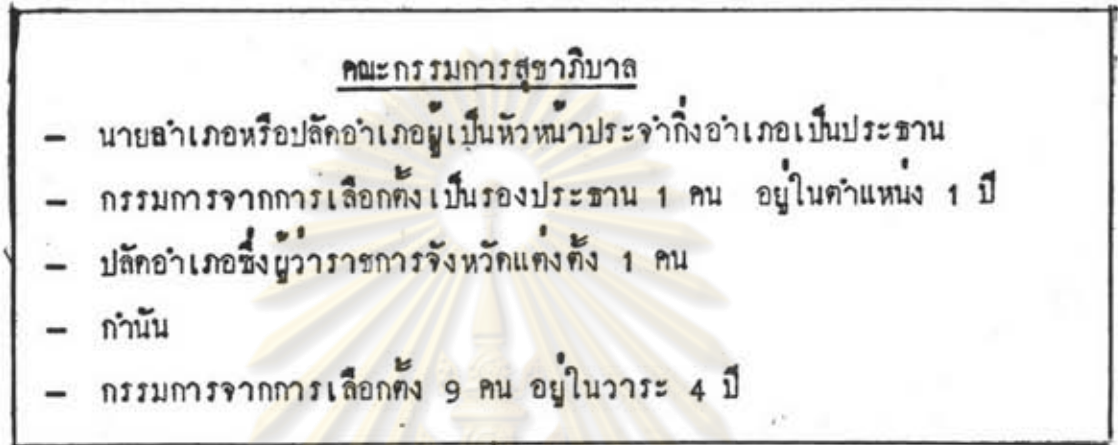 คณะกรรมการสุขาภิบาล
- นายอำเภอหรือปลัดอำเภอผู้เป็นหัวหน้าประจำกิ่งอำเภอเป็นประธาน
- กรรมการจากการเลือกตั้งเป็นรองประธาน 1 คน อยู่ในตำแหน่ง 1 ปี
- ปลัดอำเภอซึ่งผู้ว่าราชการจังหวัดแต่งตั้ง 1 คน
- กำนัน
- กรรมการจากการเลือกตั้ง 9 คน อยู่ในวาระ 4 ปี